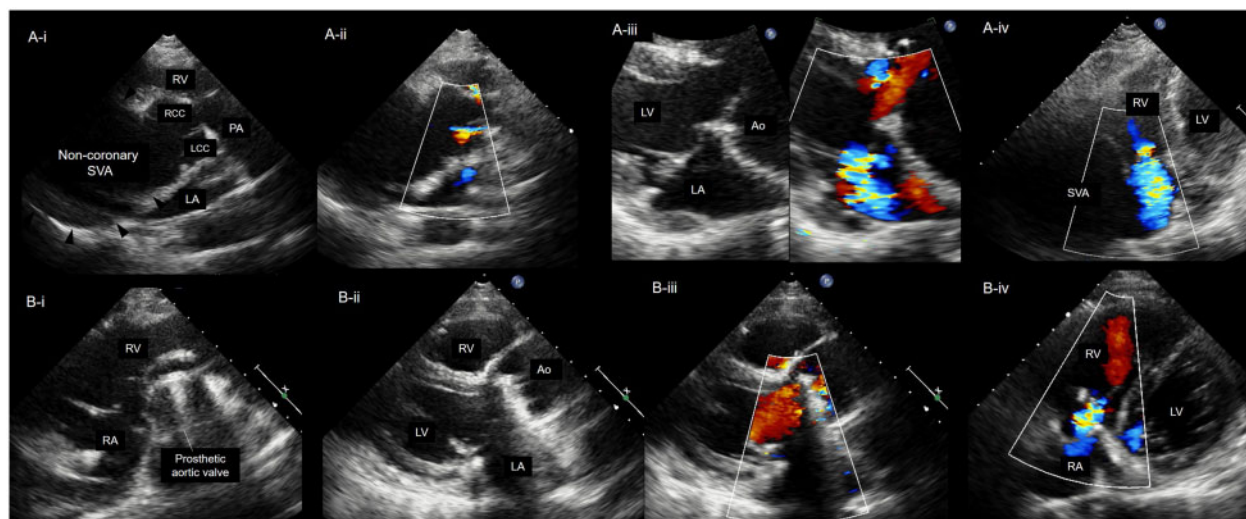 A-i
RV
RCC
PA
LCC
Non-coronary
SVA
LA
A-ii
A-iii
LV
Ao
LA
A-iv
RV
LV
SVA
B-i
RV
RA
Prosthetic
aortic valve
B-ii
RV
Ao
LV
LA
B-iii
B-iv
RV
LV
RA